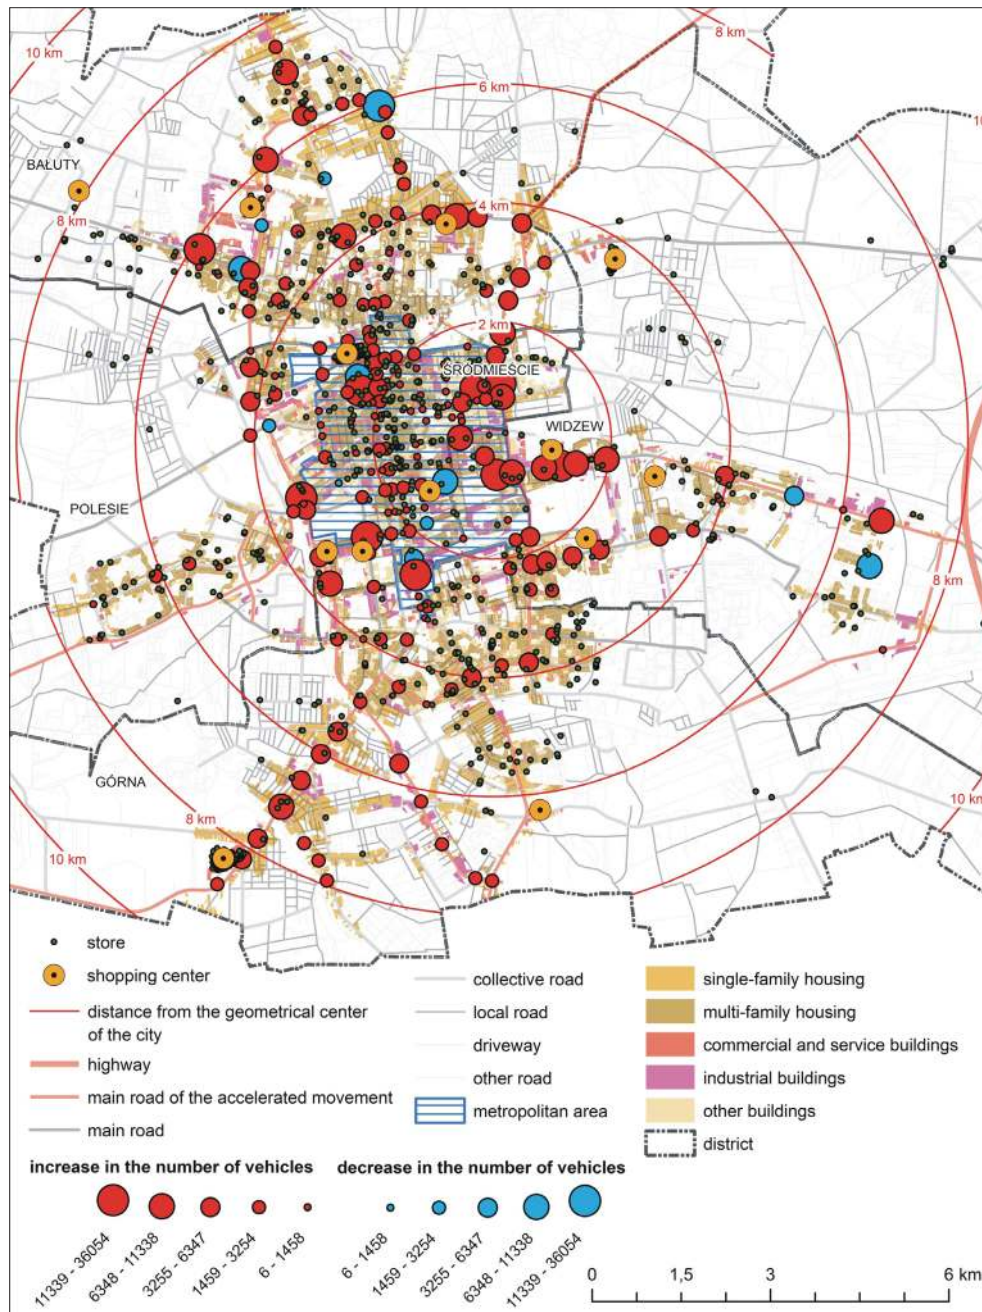 10 km
8 km
6 km
10
BAŁUTY
8 km
4 km
2 km
ŚRÓDMIEŚCIE
WIDZEW
POLESIE
8 km
GÓRNA
8 km
10 km
10 km
store
shopping center
distance from the geometrical center
of the city
highway
main road of the accelerated movement
main road
collective road
local road
driveway
other road
metropolitan area
single-family housing
multi-family housing
commercial and service buildings
industrial buildings
other buildings
district
increase in the number of vehicles
11339 - 36054
6348 - 11338
3255 - 6347
1459 - 3254
6 - 1458
decrease in the number of vehicles
6 - 1458
1459 - 3254
3255 - 6347
6348 - 11338
11339 - 36054
0 1,5 3 6 km